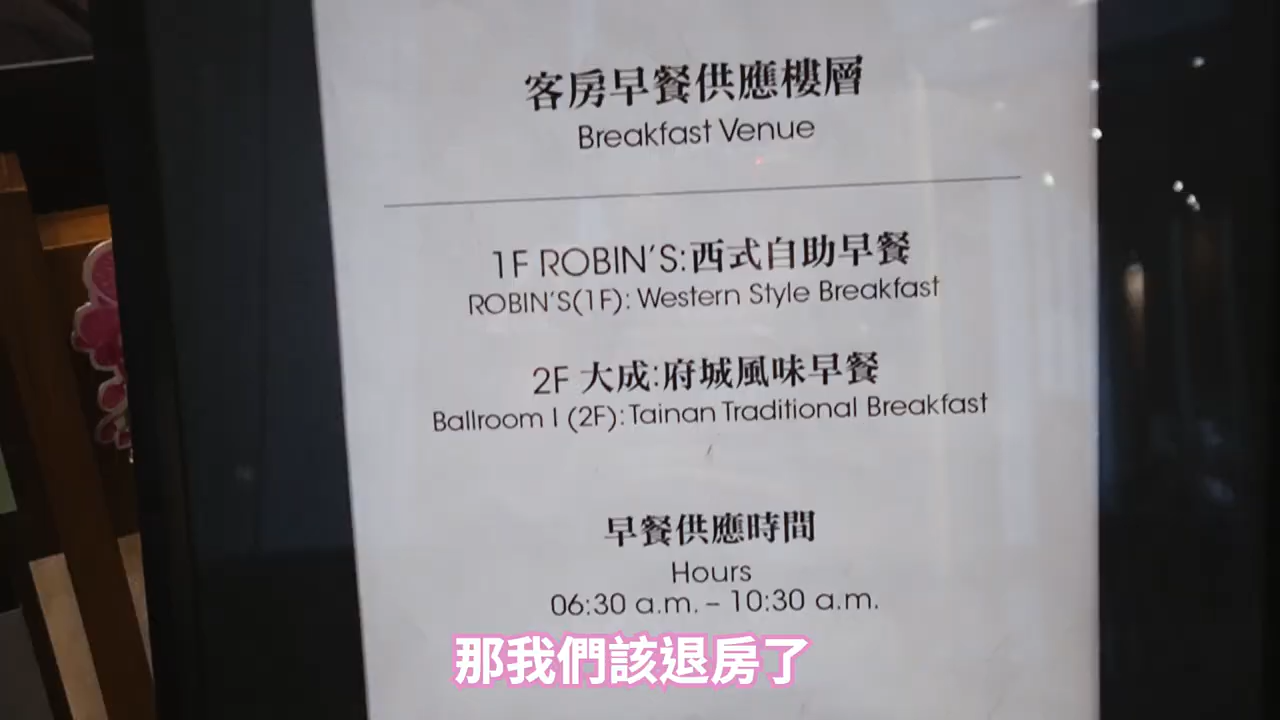 客房早餐供應樓層
Breakfast Venue
1F ROBIN'S:西式自助早餐
ROBIN'S(1F): Western Style Breakfast
2F 大成:府城風味早餐
Ballroom I (2F): Tainan Traditional Breakfast
早餐供應時間
Hours
06:30 a.m. – 10:30 a.m.
那我們該退房了